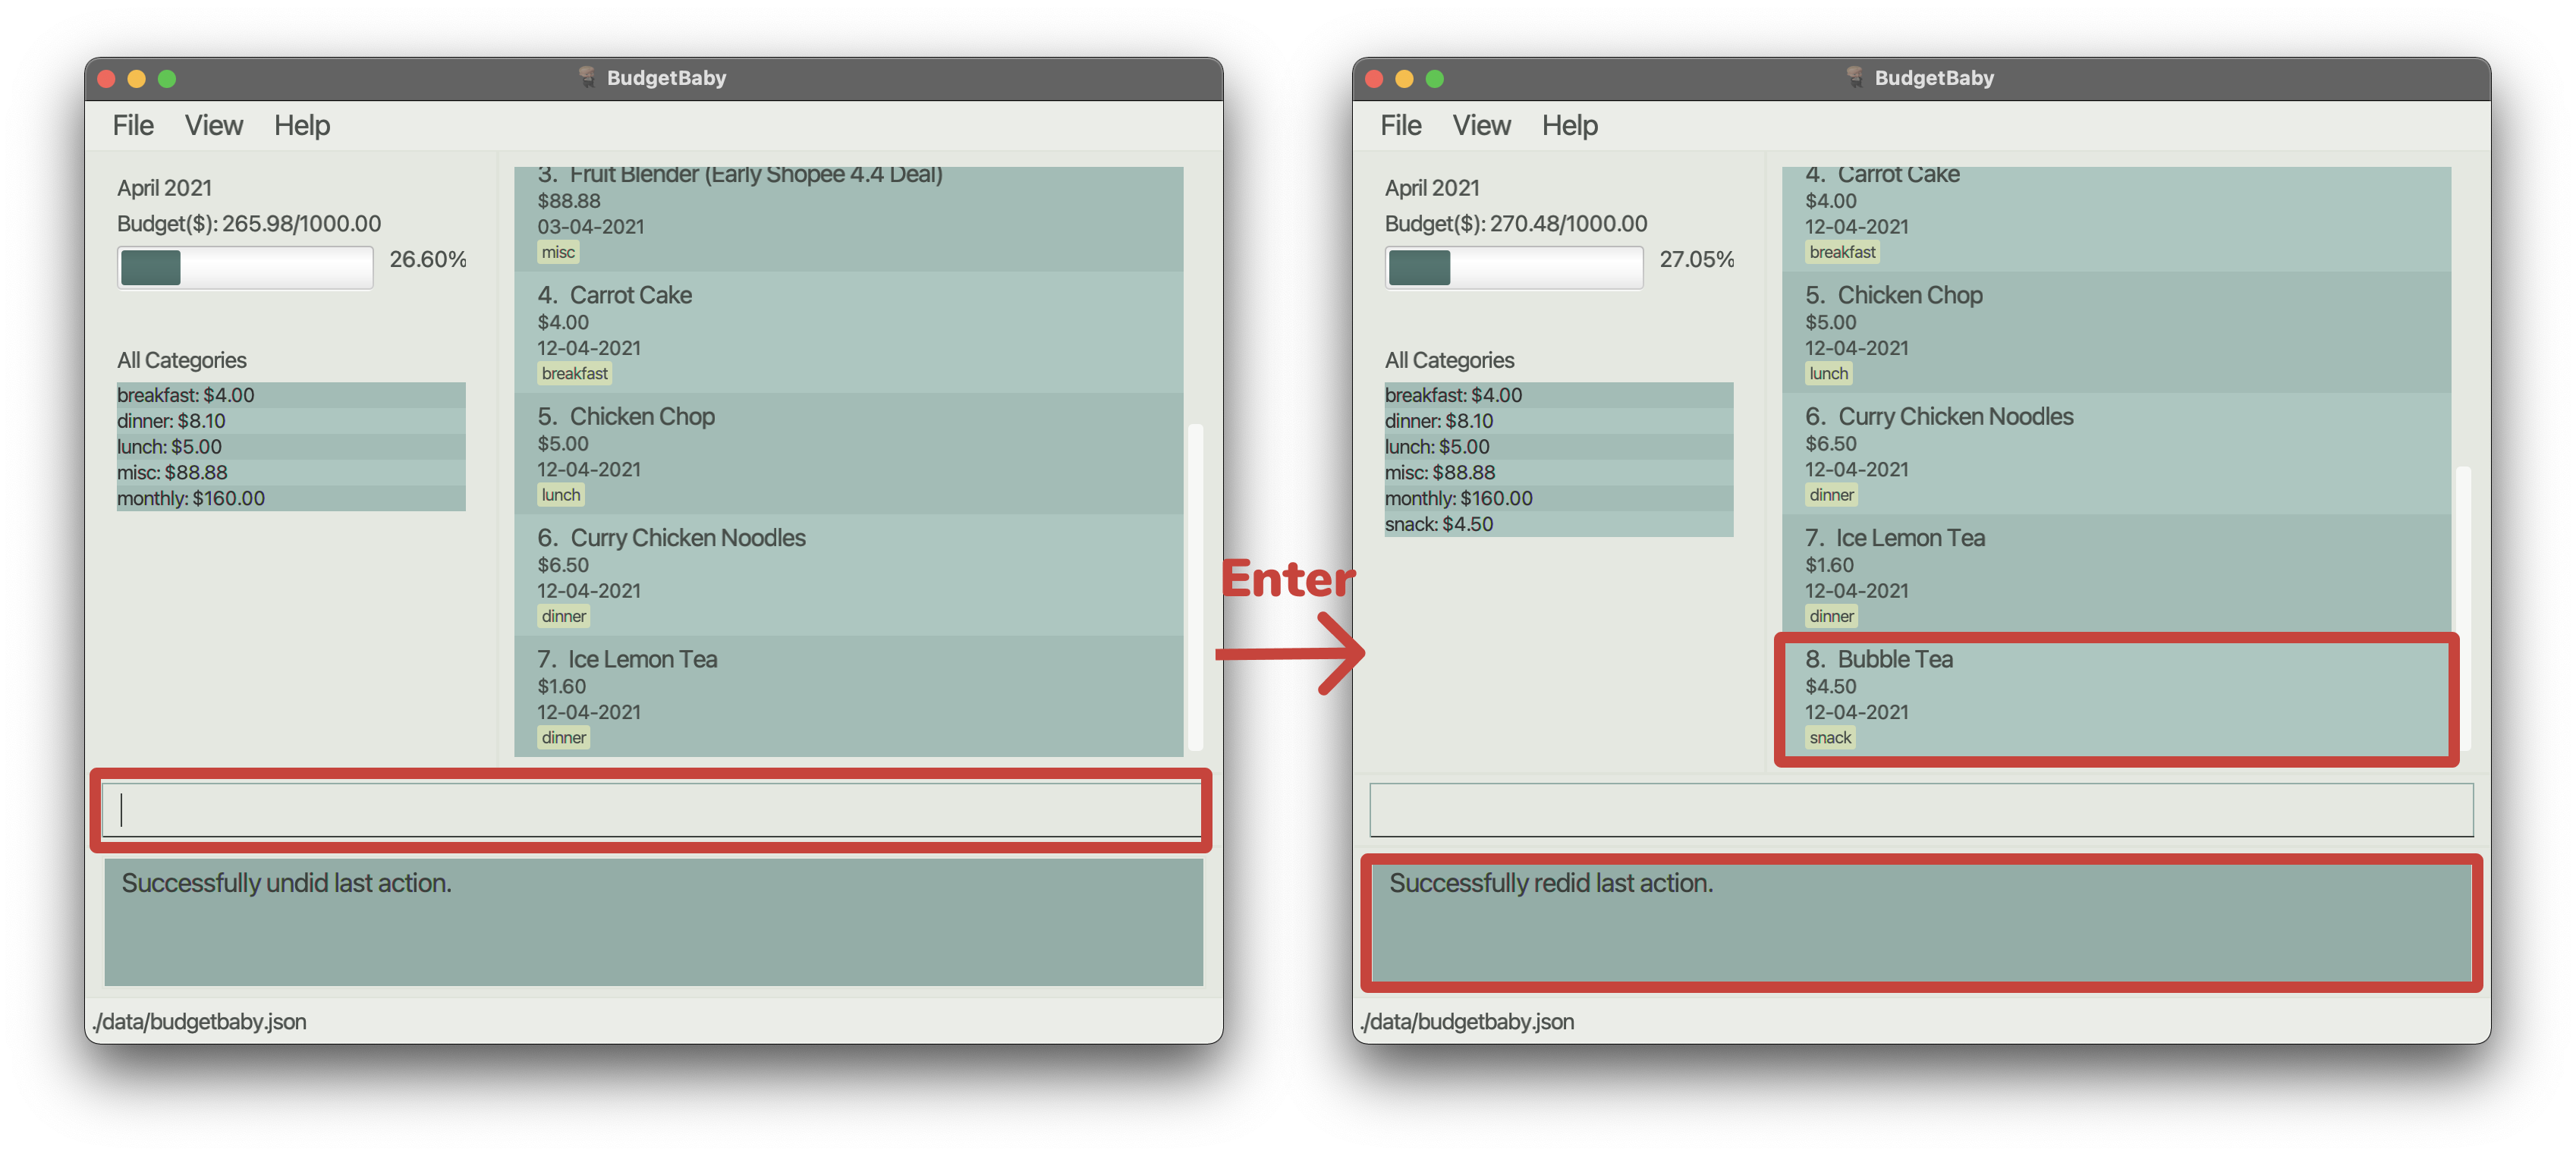 BudgetBaby
File View Help
April 2021
Budget($): 265.98/1000.00
26.60%
All Categories
breakfast: $4.00
dinner: $8.10
lunch: $5.00
misc: $88.88
monthly: $160.00
3. Fruit Blender (Early Shopee 4.4 Deal)
$88.88
03-04-2021
misc
4. Carrot Cake
$4.00
12-04-2021
breakfast
5. Chicken Chop
$5.00
12-04-2021
lunch
6. Curry Chicken Noodles
$6.50
12-04-2021
dinner
7. Ice Lemon Tea
$1.60
12-04-2021
dinner
Successfully undid last action.
./data/budgetbaby.json
Enter
BudgetBaby
File View Help
April 2021
Budget($): 270.48/1000.00
27.05%
All Categories
breakfast: $4.00
dinner: $8.10
lunch: $5.00
misc: $88.88
monthly: $160.00
snack: $4.50
4. Carrot Cake
$4.00
12-04-2021
breakfast
5. Chicken Chop
$5.00
12-04-2021
lunch
6. Curry Chicken Noodles
$6.50
12-04-2021
dinner
7. Ice Lemon Tea
$1.60
12-04-2021
dinner
8. Bubble Tea
$4.50
12-04-2021
snack
Successfully redid last action.
./data/budgetbaby.json